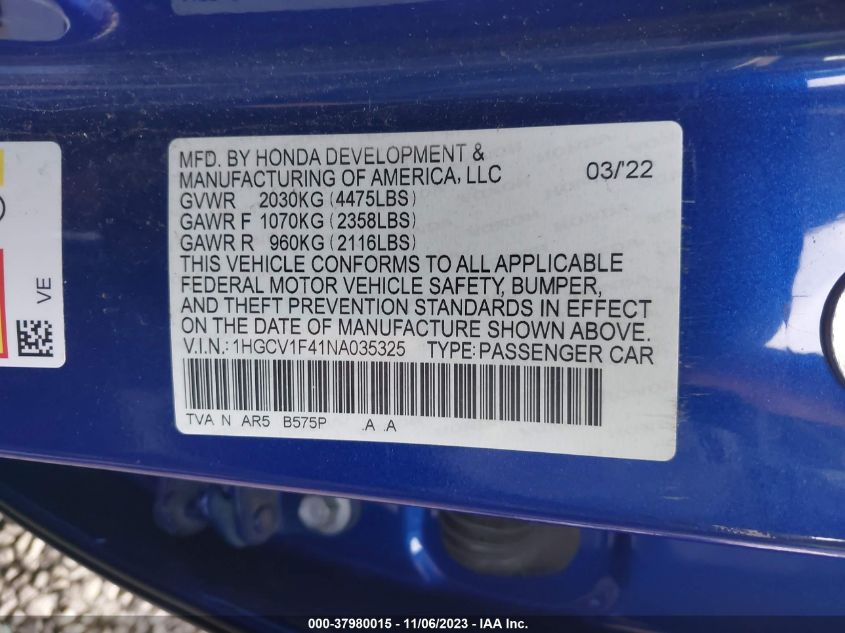 MFD. BY HONDA DEVELOPMENT &
MANUFACTURING OF AMERICA, LLC 03/'22
GVWR 2030KG (4475LBS)
GAWR F 1070KG (2358LBS)
GAWR R 960KG (2116LBS)
THIS VEHICLE CONFORMS TO ALL APPLICABLE
FEDERAL MOTOR VEHICLE SAFETY, BUMPER,
AND THEFT PREVENTION STANDARDS IN EFFECT
ON THE DATE OF MANUFACTURE SHOWN ABOVE.
V.I.N.: 1HGCV1F41NA035325 TYPE: PASSENGER CAR
TVA N AR5 B575P .A .A
VE
000-37980015 - 11/06/2023 - IAA Inc.